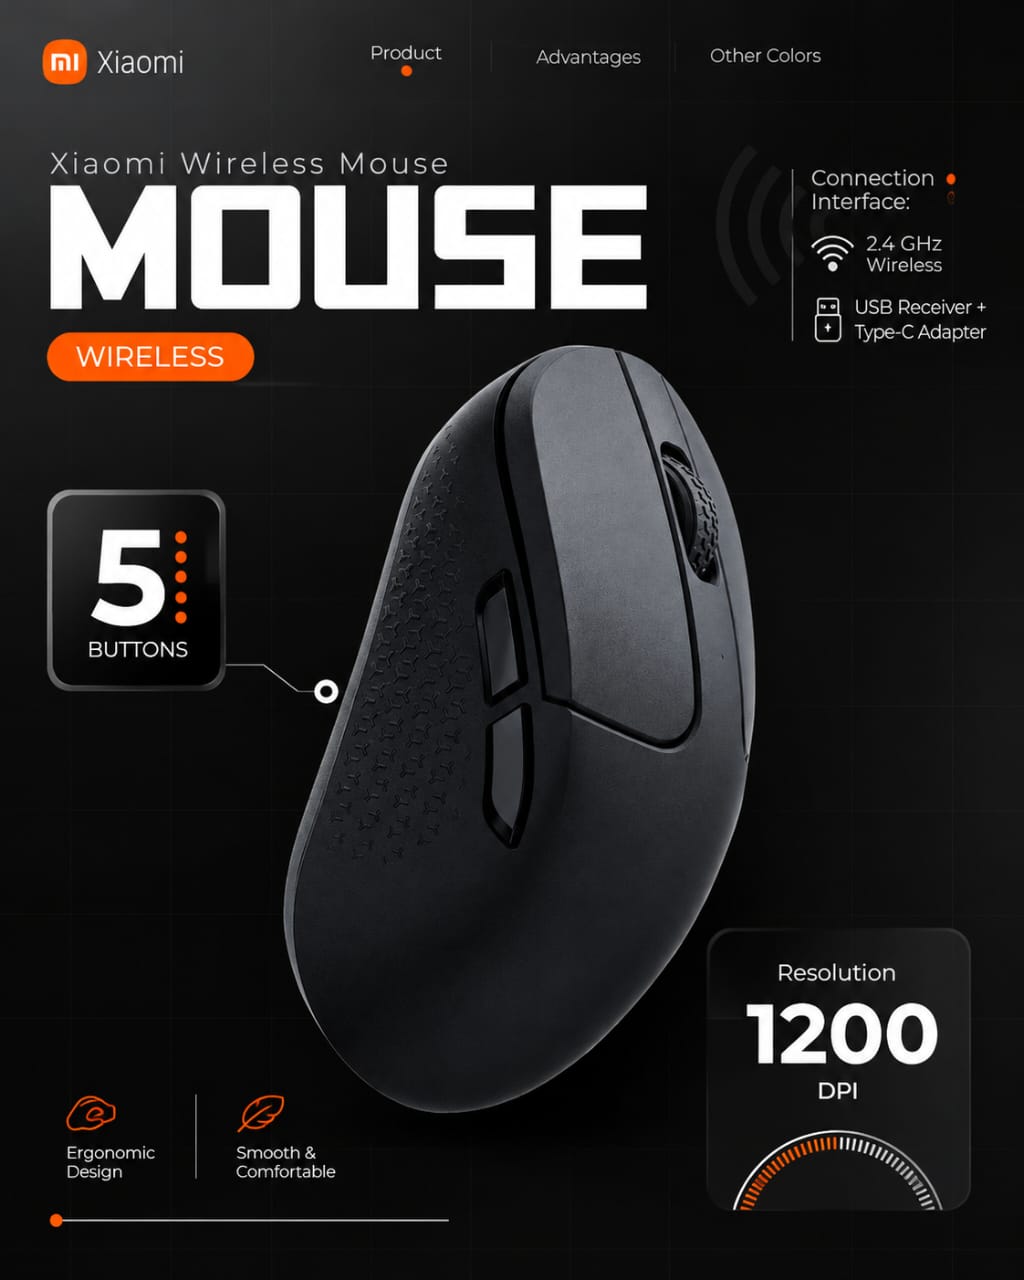 mi Xiaomi
Product
Advantages
Other Colors
Xiaomi Wireless Mouse
MOUSE
WIRELESS
Connection
Interface:
2.4 GHz
Wireless
USB Receiver +
Type-C Adapter
5
BUTTONS
Resolution
1200
DPI
Ergonomic
Design
Smooth &
Comfortable